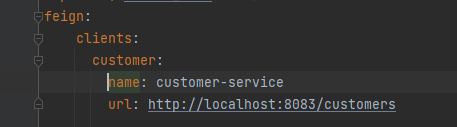 feign:
clients:
customer:
name: customer-service
url: http://localhost:8083/customers